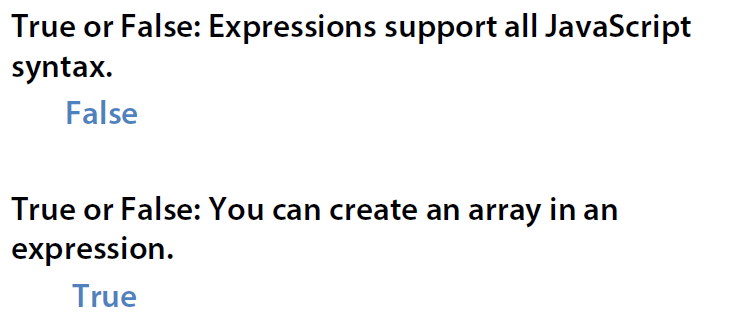 True or False: Expressions support all JavaScript
syntax.
False
True or False: You can create an array in an
expression.
True